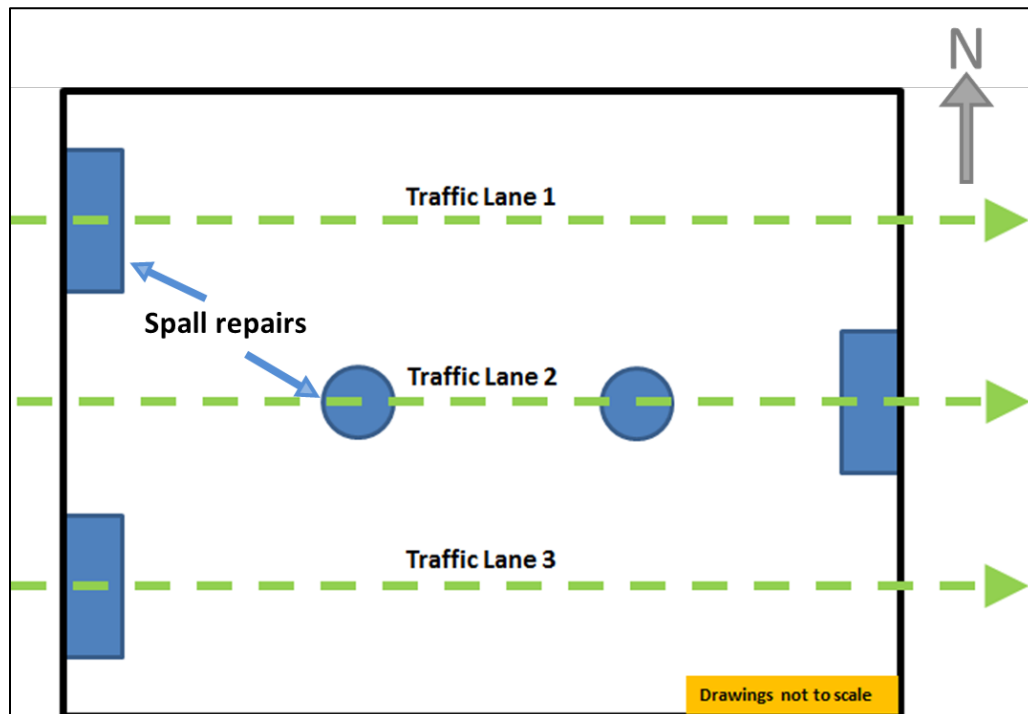 N
Traffic Lane 1
Spall repairs
Traffic Lane 2
Traffic Lane 3
Drawings not to scale